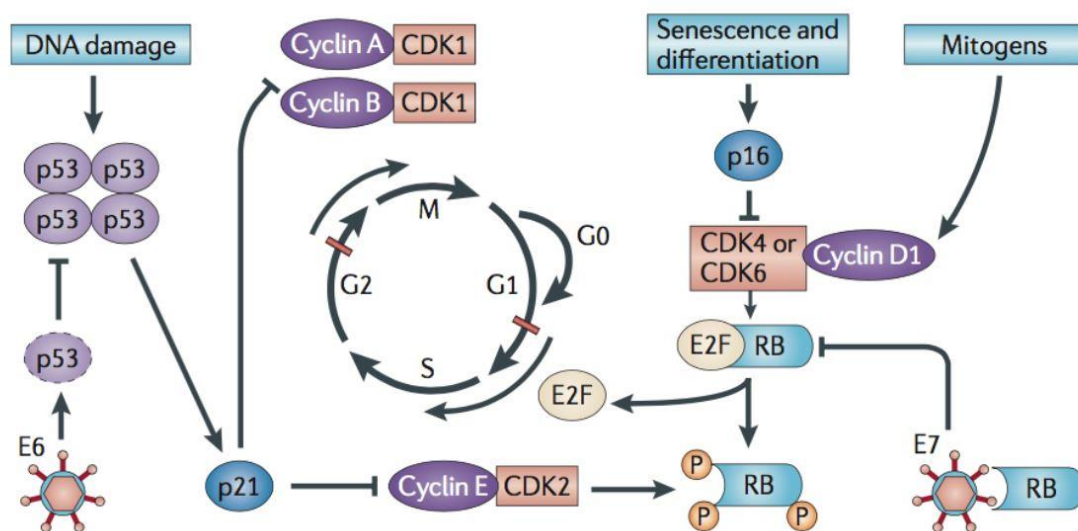 DNA damage
Cyclin A CDK1
Cyclin B CDK1
Senescence and
differentiation
Mitogens
p53 p53
p53 p53
p16
M
G0
G1
G2
S
CDK4 or
CDK6
Cyclin D1
p53
E2F RB
E2F
E6
p21
Cyclin E CDK2
P
RB
P
P
E7
RB